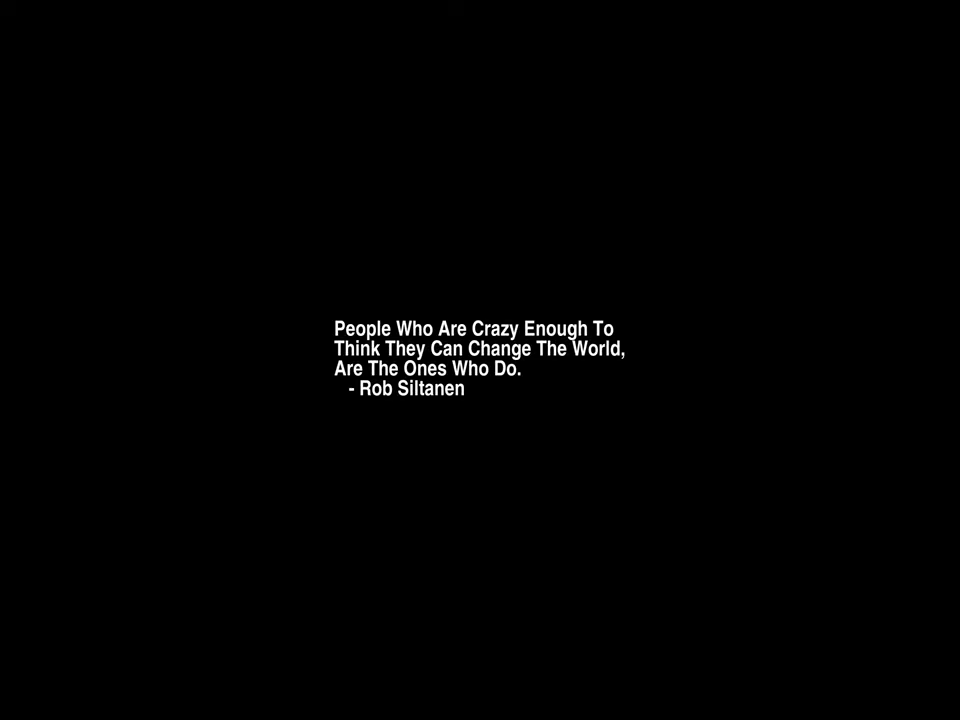 People Who Are Crazy Enough To
Think They Can Change The World,
Are The Ones Who Do.
- Rob Siltanen